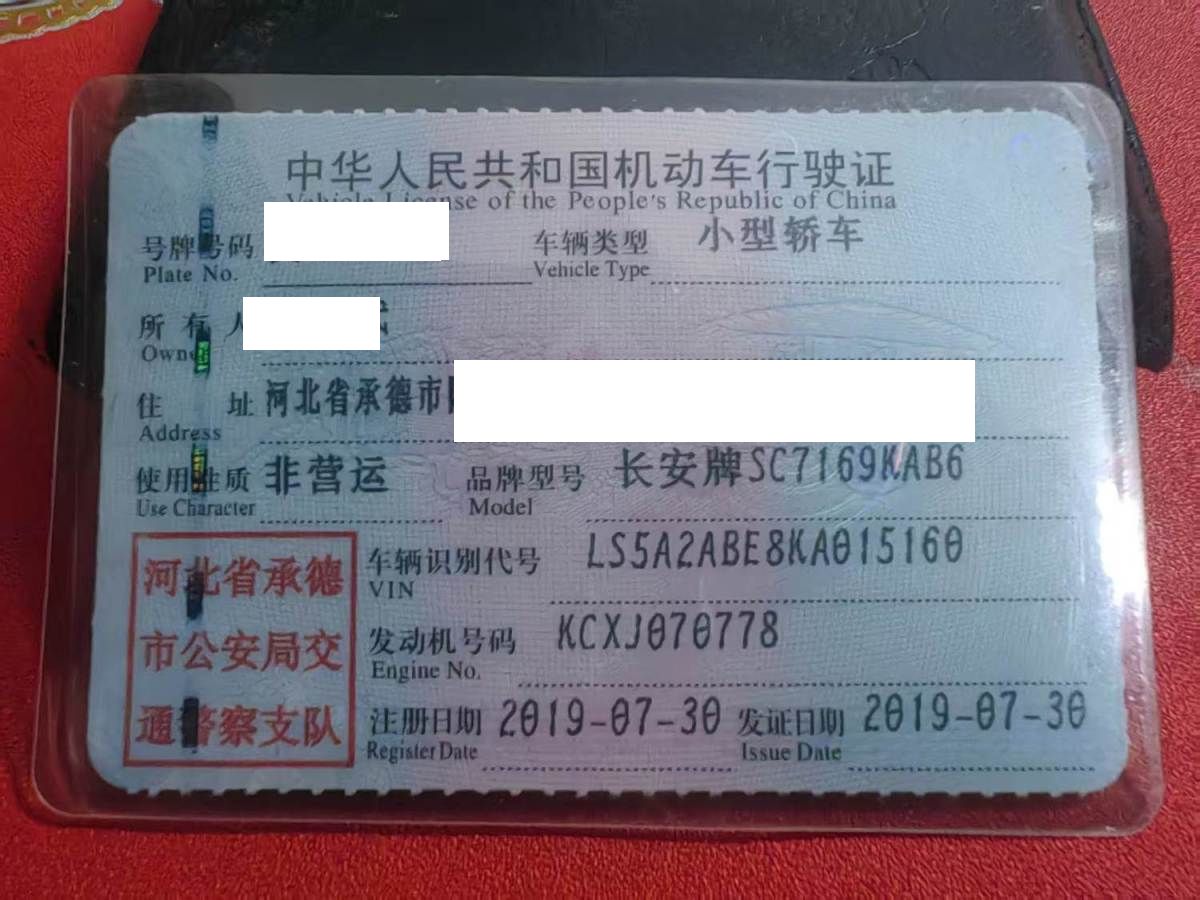 中华人民共和国机动车行驶证
Vehicle License of the People's Republic of China
号牌号码
Plate No.
车辆类型 小型轿车
Vehicle Type
所有人
Owner
住址 河北省承德市
Address
使用性质 非营运
Use Character
品牌型号 长安牌SC7169KAB6
Model
车辆识别代号 LS5A2ABE8KA015160
VIN
发动机号码 KCXJ070778
Engine No.
注册日期 2019-07-30
Register Date
发证日期 2019-07-30
Issue Date
河北省承德
市公安局交
通警察支队